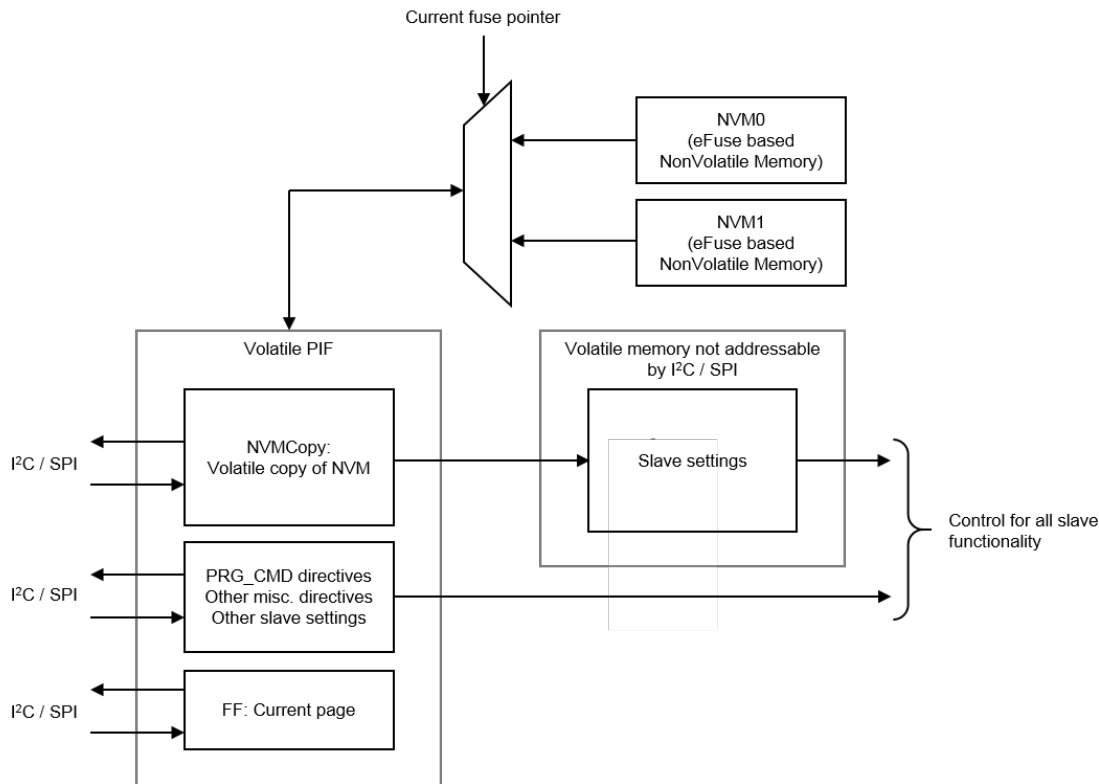 Current fuse pointer
NVM0
(eFuse based
NonVolatile Memory)
NVM1
(eFuse based
NonVolatile Memory)
Volatile PIF
Volatile memory not addressable
by I²C / SPI
I²C / SPI
NVMCopy:
Volatile copy of NVM
Slave settings
Control for all slave
functionality
I²C / SPI
PRG_CMD directives
Other misc. directives
Other slave settings
I²C / SPI
FF: Current page